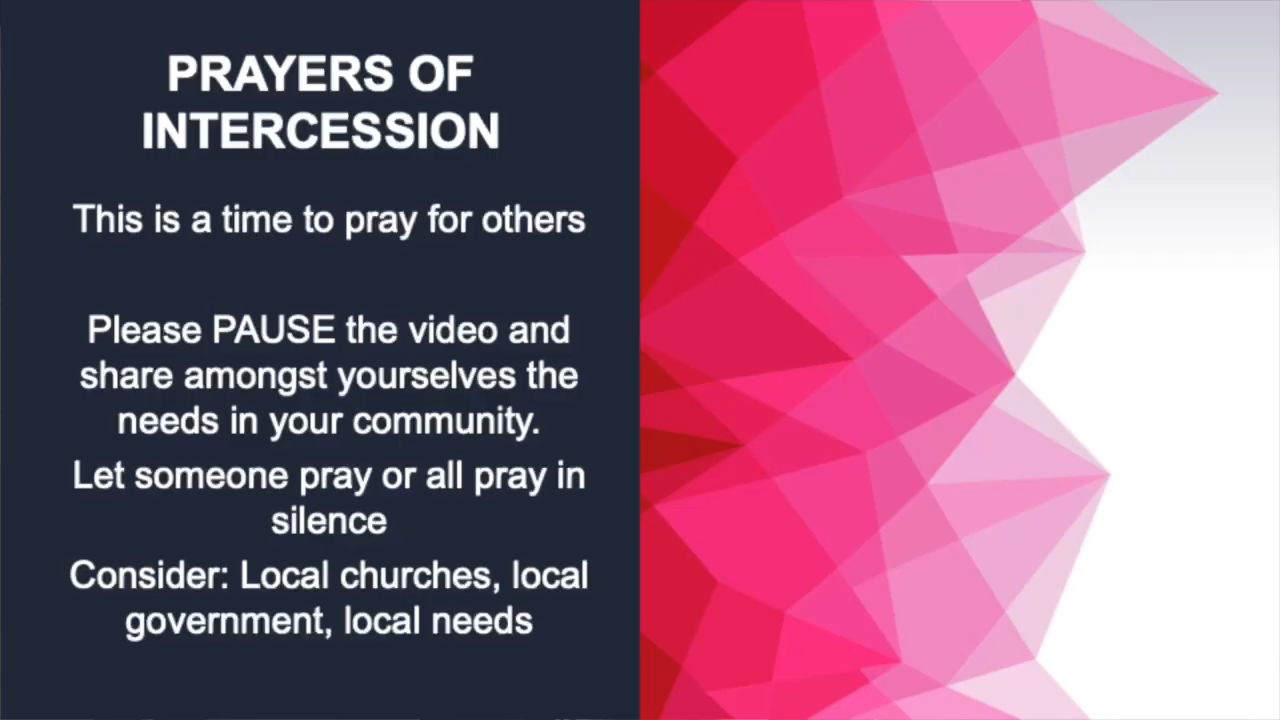 PRAYERS OF
INTERCESSION
This is a time to pray for others
Please PAUSE the video and
share amongst yourselves the
needs in your community.
Let someone pray or all pray in
silence
Consider: Local churches, local
government, local needs